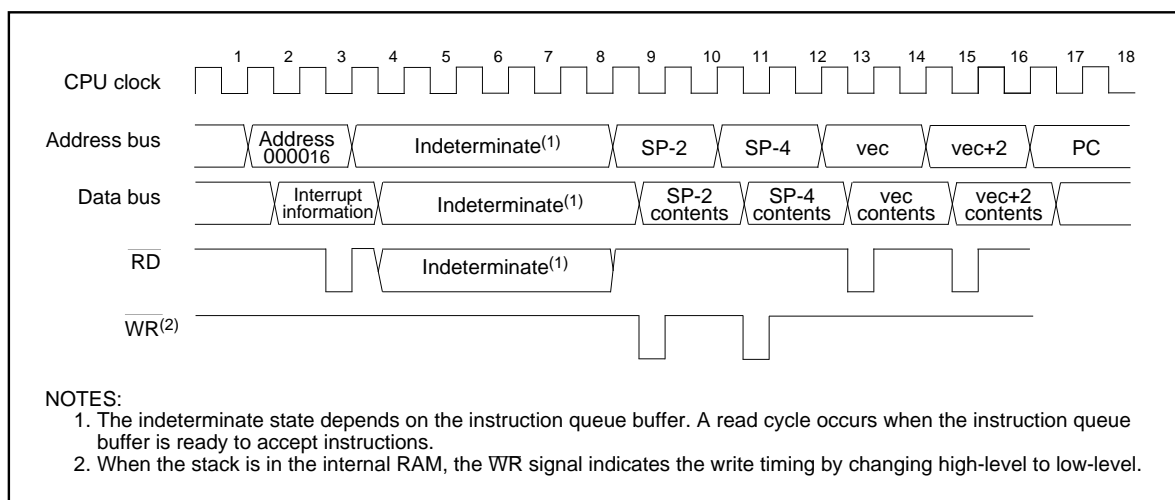 1 2 3 4 5 6 7 8 9 10 11 12 13 14 15 16 17 18
CPU clock
Address bus
Address
000016
Indeterminate(1)
SP-2
SP-4
vec
vec+2
PC
Data bus
Interrupt
information
Indeterminate(1)
SP-2
contents
SP-4
contents
vec
contents
vec+2
contents
RD
Indeterminate(1)
WR(2)
NOTES:
1. The indeterminate state depends on the instruction queue buffer. A read cycle occurs when the instruction queue
buffer is ready to accept instructions.
2. When the stack is in the internal RAM, the WR signal indicates the write timing by changing high-level to low-level.